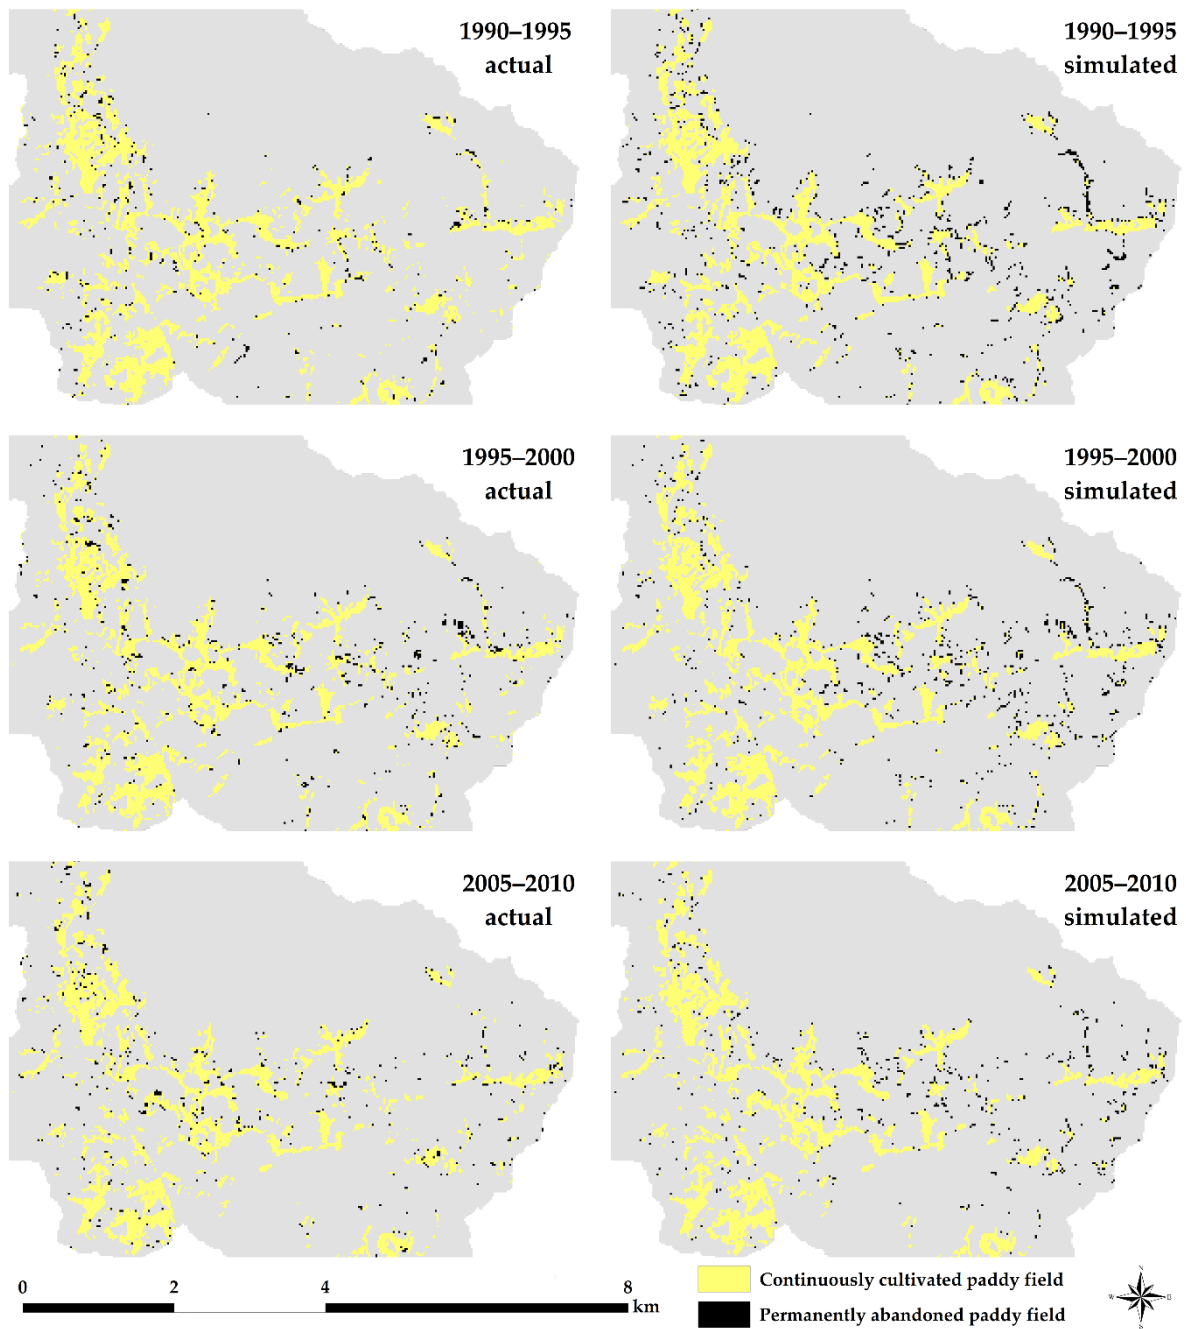 1990–1995
actual
1990–1995
simulated
1995–2000
actual
1995–2000
simulated
2005–2010
actual
2005–2010
simulated
0 2 4 8
km
Continuously cultivated paddy field
Permanently abandoned paddy field
N
W E
S